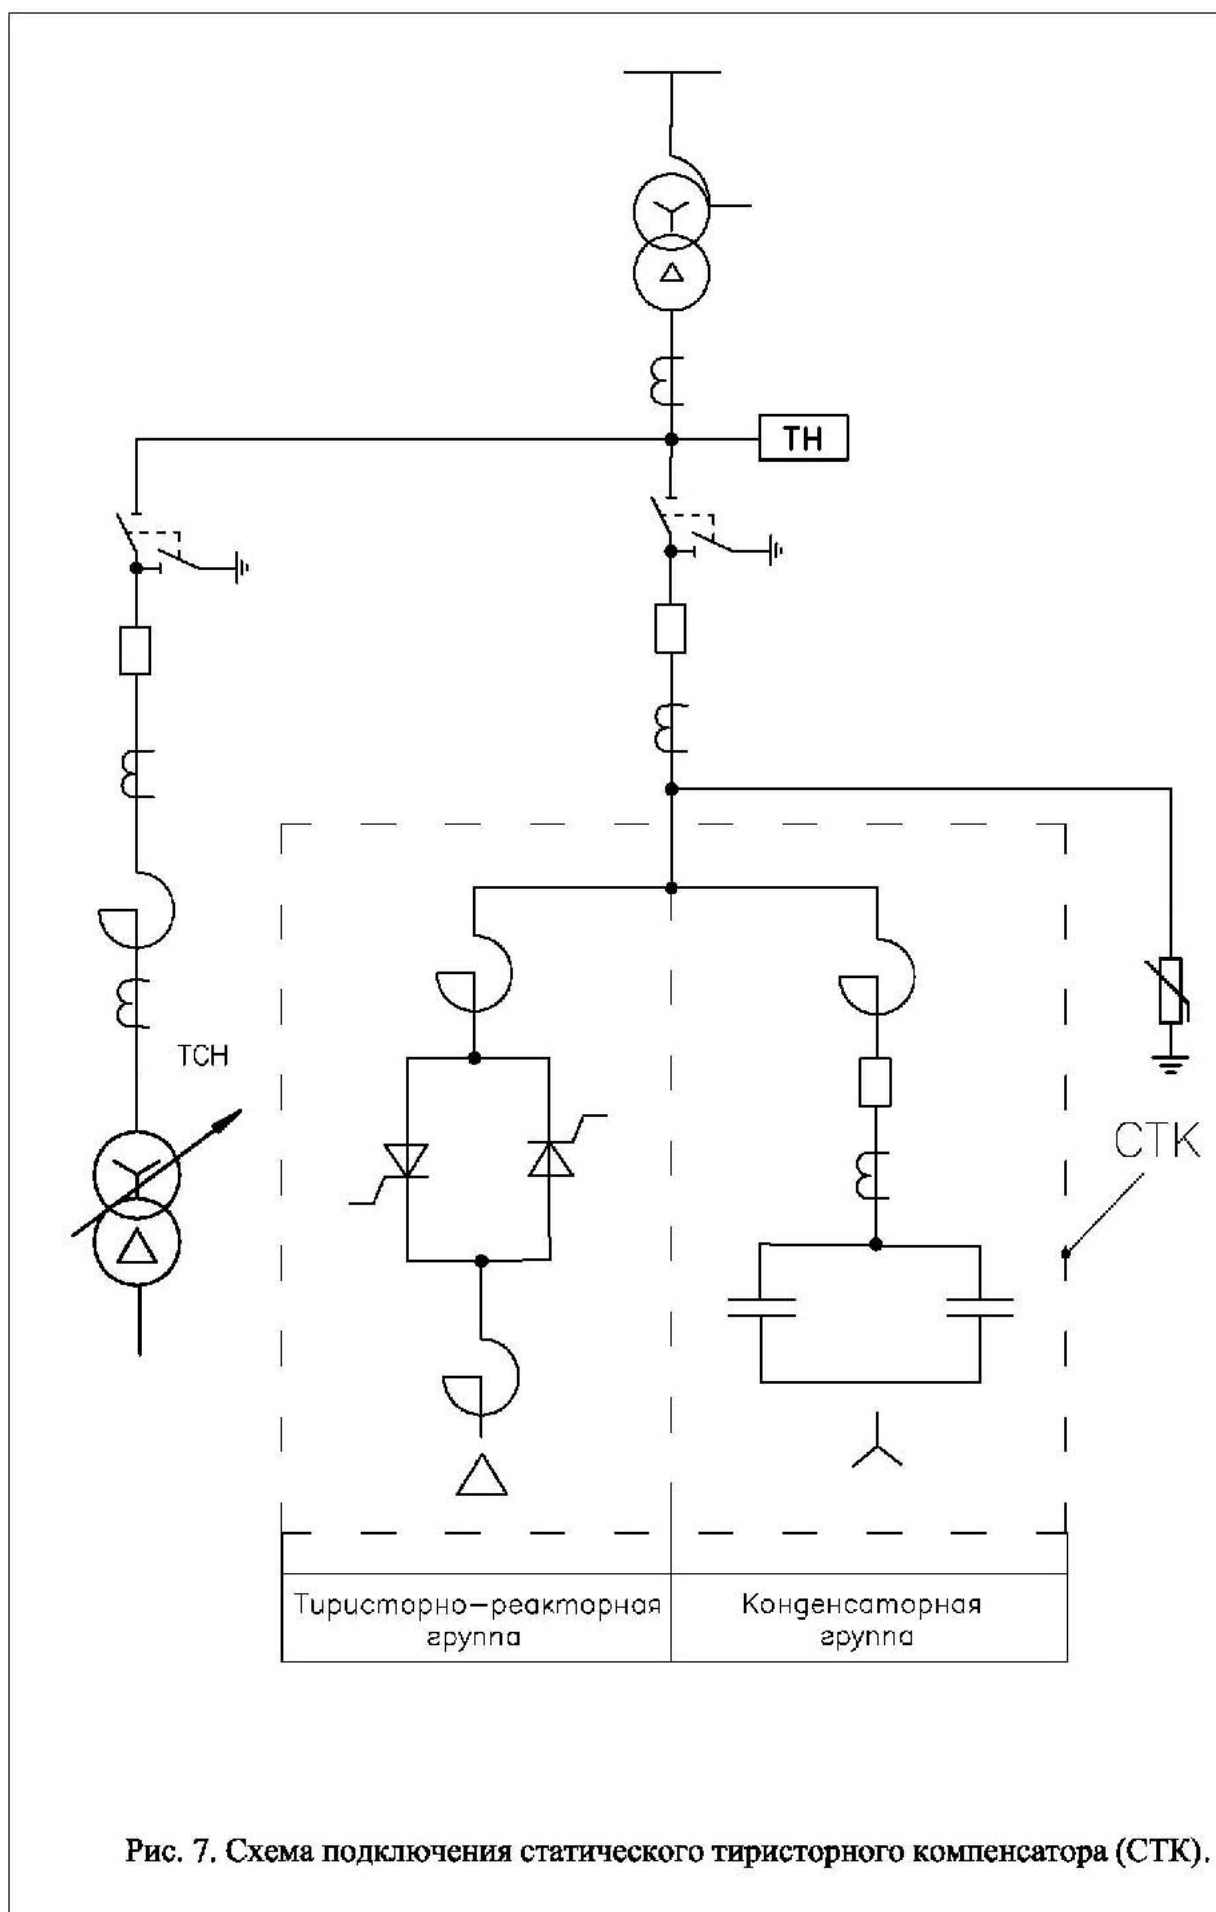 ТН
ТСН
СТК
Тиристорно-реакторная
группа
Конденсаторная
группа
Рис. 7. Схема подключения статического тиристорного компенсатора (СТК).